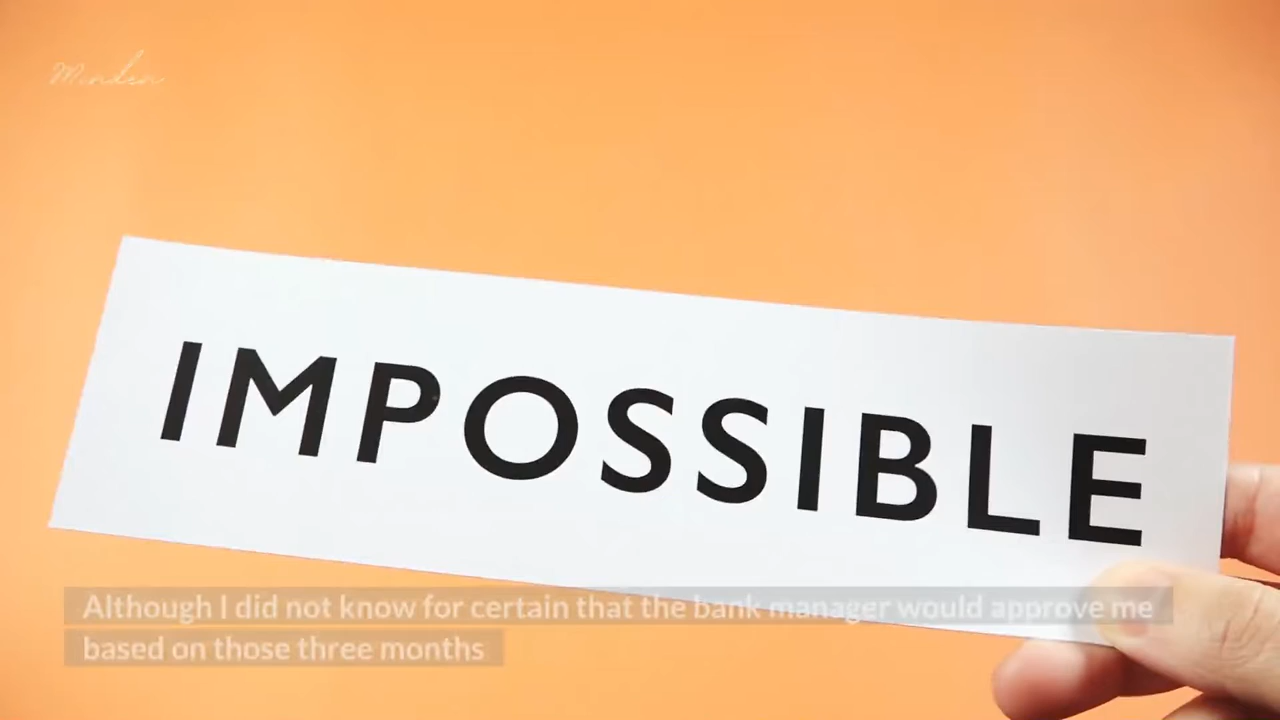 Minden
IMPOSSIBLE
Although I did not know for certain that the bank manager would approve me
based on those three months